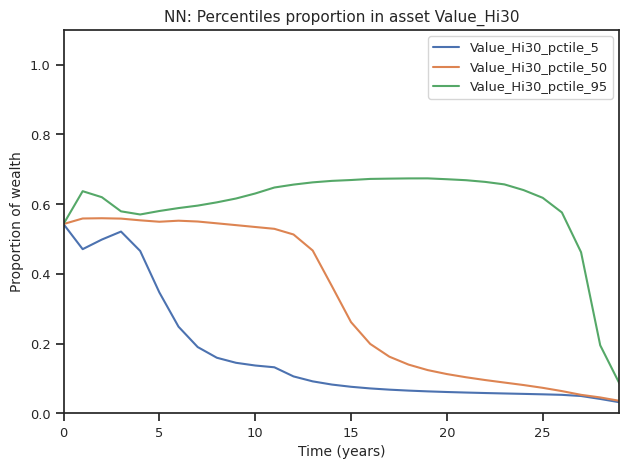 NN: Percentiles proportion in asset Value_Hi30
Value_Hi30_pctile_5
Value_Hi30_pctile_50
Value_Hi30_pctile_95
1.0
0.8
0.6
0.4
0.2
0.0
Proportion of wealth
0 5 10 15 20 25
Time (years)